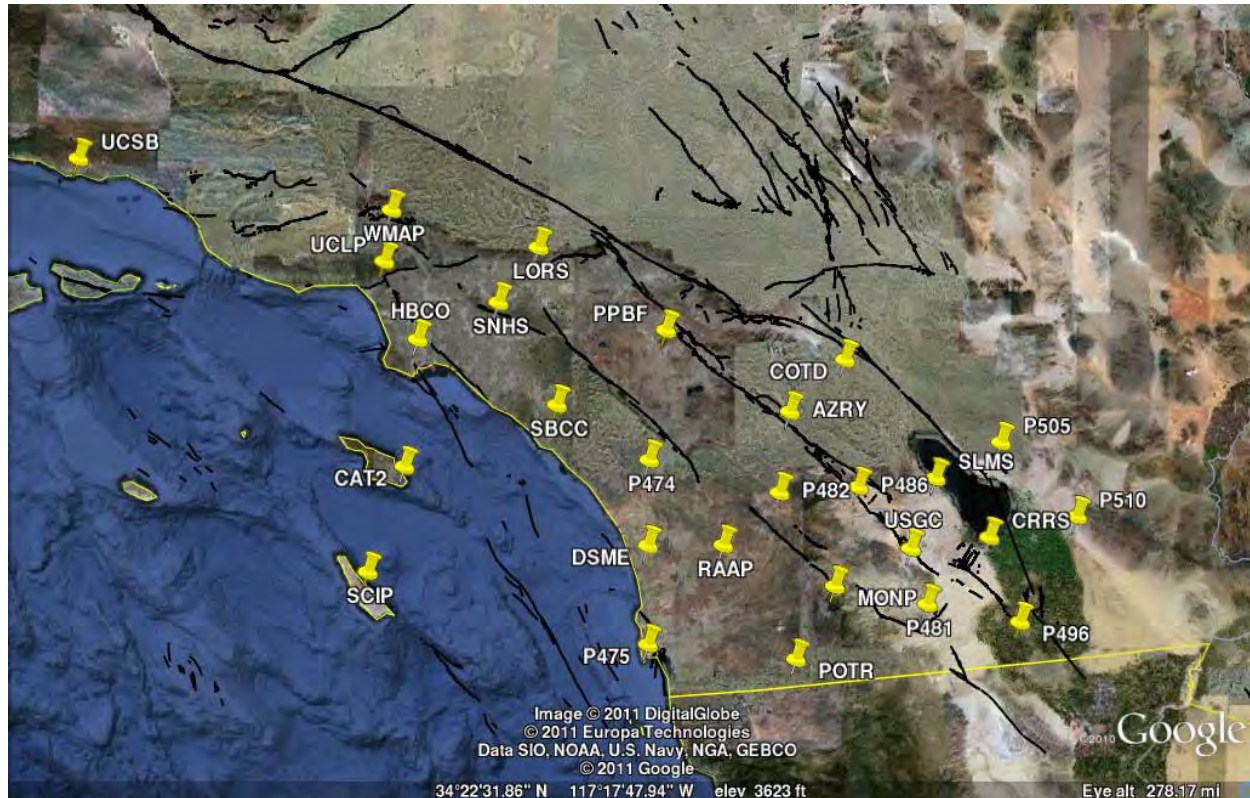 UCSB
WMAP
UCLP
LORS
HBCO
SNHS
PPBF
COTD
AZRY
SBCC
P505
SLMS
CAT2
P474
P482
P486
P510
USGC
CRRS
DSME
RAAP
SCIP
MONP
P481
P496
P475
POTR
Image © 2011 DigitalGlobe
© 2011 Europa Technologies
Data SIO, NOAA, U.S. Navy, NGA, GEBCO
© 2011 Google
©2010 Google
34°22'31.86" N 117°17'47.94" W elev 3623 ft
Eye alt 278.17 mi